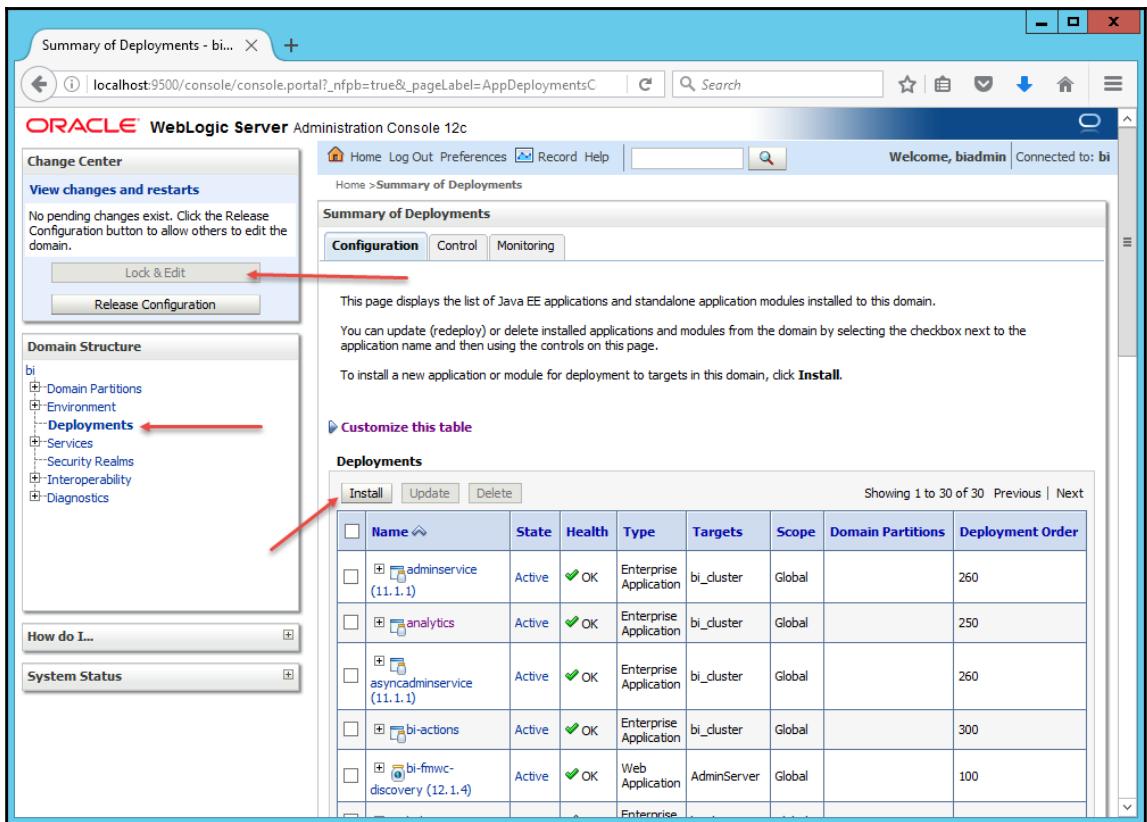 Summary of Deployments - bi...
localhost:9500/console/console.portal?_nfpb=true&_pageLabel=AppDeploymentsC
Search
ORACLE WebLogic Server Administration Console 12c
Change Center
View changes and restarts
No pending changes exist. Click the Release
Configuration button to allow others to edit the
domain.
Lock & Edit
Release Configuration
Domain Structure
bi
Domain Partitions
Environment
Deployments
Services
Security Realms
Interoperability
Diagnostics
How do I...
System Status
Home Log Out Preferences Record Help
Welcome, biadmin Connected to: bi
Home >Summary of Deployments
Summary of Deployments
Configuration Control Monitoring
This page displays the list of Java EE applications and standalone application modules installed to this domain.
You can update (redeploy) or delete installed applications and modules from the domain by selecting the checkbox next to the
application name and then using the controls on this page.
To install a new application or module for deployment to targets in this domain, click Install.
Customize this table
Deployments
Install Update Delete Showing 1 to 30 of 30 Previous | Next
Name State Health Type Targets Scope Domain Partitions Deployment Order
adminservice
(11.1.1) Active OK Enterprise
Application bi_cluster Global 260
analytics Active OK Enterprise
Application bi_cluster Global 250
asyncadminservice
(11.1.1) Active OK Enterprise
Application bi_cluster Global 260
bi-actions Active OK Enterprise
Application bi_cluster Global 300
bi-fmwc-
discovery (12.1.4) Active OK Web
Application AdminServer Global 100
Enterprise